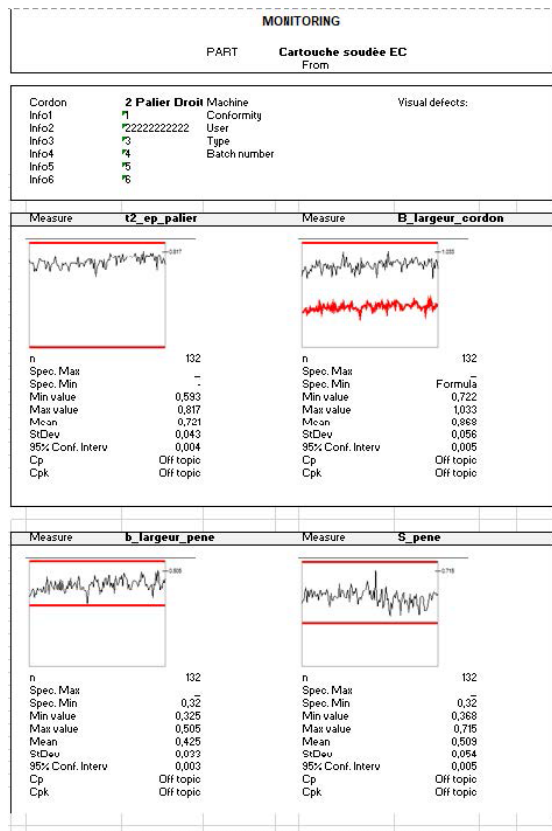 MONITORING
PART Cartouche soudée EC
From
Cordon 2 Palier Droit Machine Visual defects:
Info1 1 Conformity
Info2 22222222222 User
Info3 3 Type
Info4 4 Batch number
Info5 5
Info6 6
Measure t2_ep_palier Measure B_largeur_cordon
0,817 1,033
n 132 n 132
Spec. Max _ Spec. Max _
Spec. Min - Spec. Min Formula
Min value 0,593 Min value 0,722
Max value 0,817 Max value 1,033
Mean 0,721 Mean 0,868
StDev 0,043 StDev 0,056
95% Conf. Interv 0,004 95% Conf. Interv 0,005
Cp Off topic Cp Off topic
Cpk Off topic Cpk Off topic
Measure b_largeur_pene Measure S_pene
0,505 0,715
n 132 n 132
Spec. Max _ Spec. Max _
Spec. Min 0,32 Spec. Min 0,32
Min value 0,325 Min value 0,368
Max value 0,505 Max value 0,715
Mean 0,425 Mean 0,509
StDev 0,033 StDev 0,054
95% Conf. Interv 0,003 95% Conf. Interv 0,005
Cp Off topic Cp Off topic
Cpk Off topic Cpk Off topic